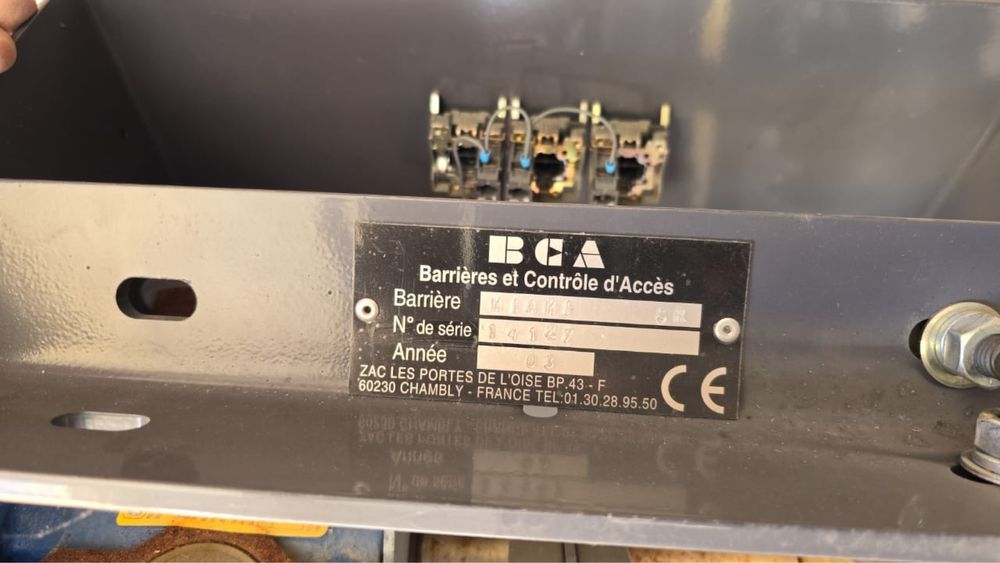 BCA
Barrières et Contrôle d'Accès
Barrière
N° de série
Année 03
ZAC LES PORTES DE L'OISE BP.43 - F
60230 CHAMBLY - FRANCE TEL:01.30.28.95.50
CE